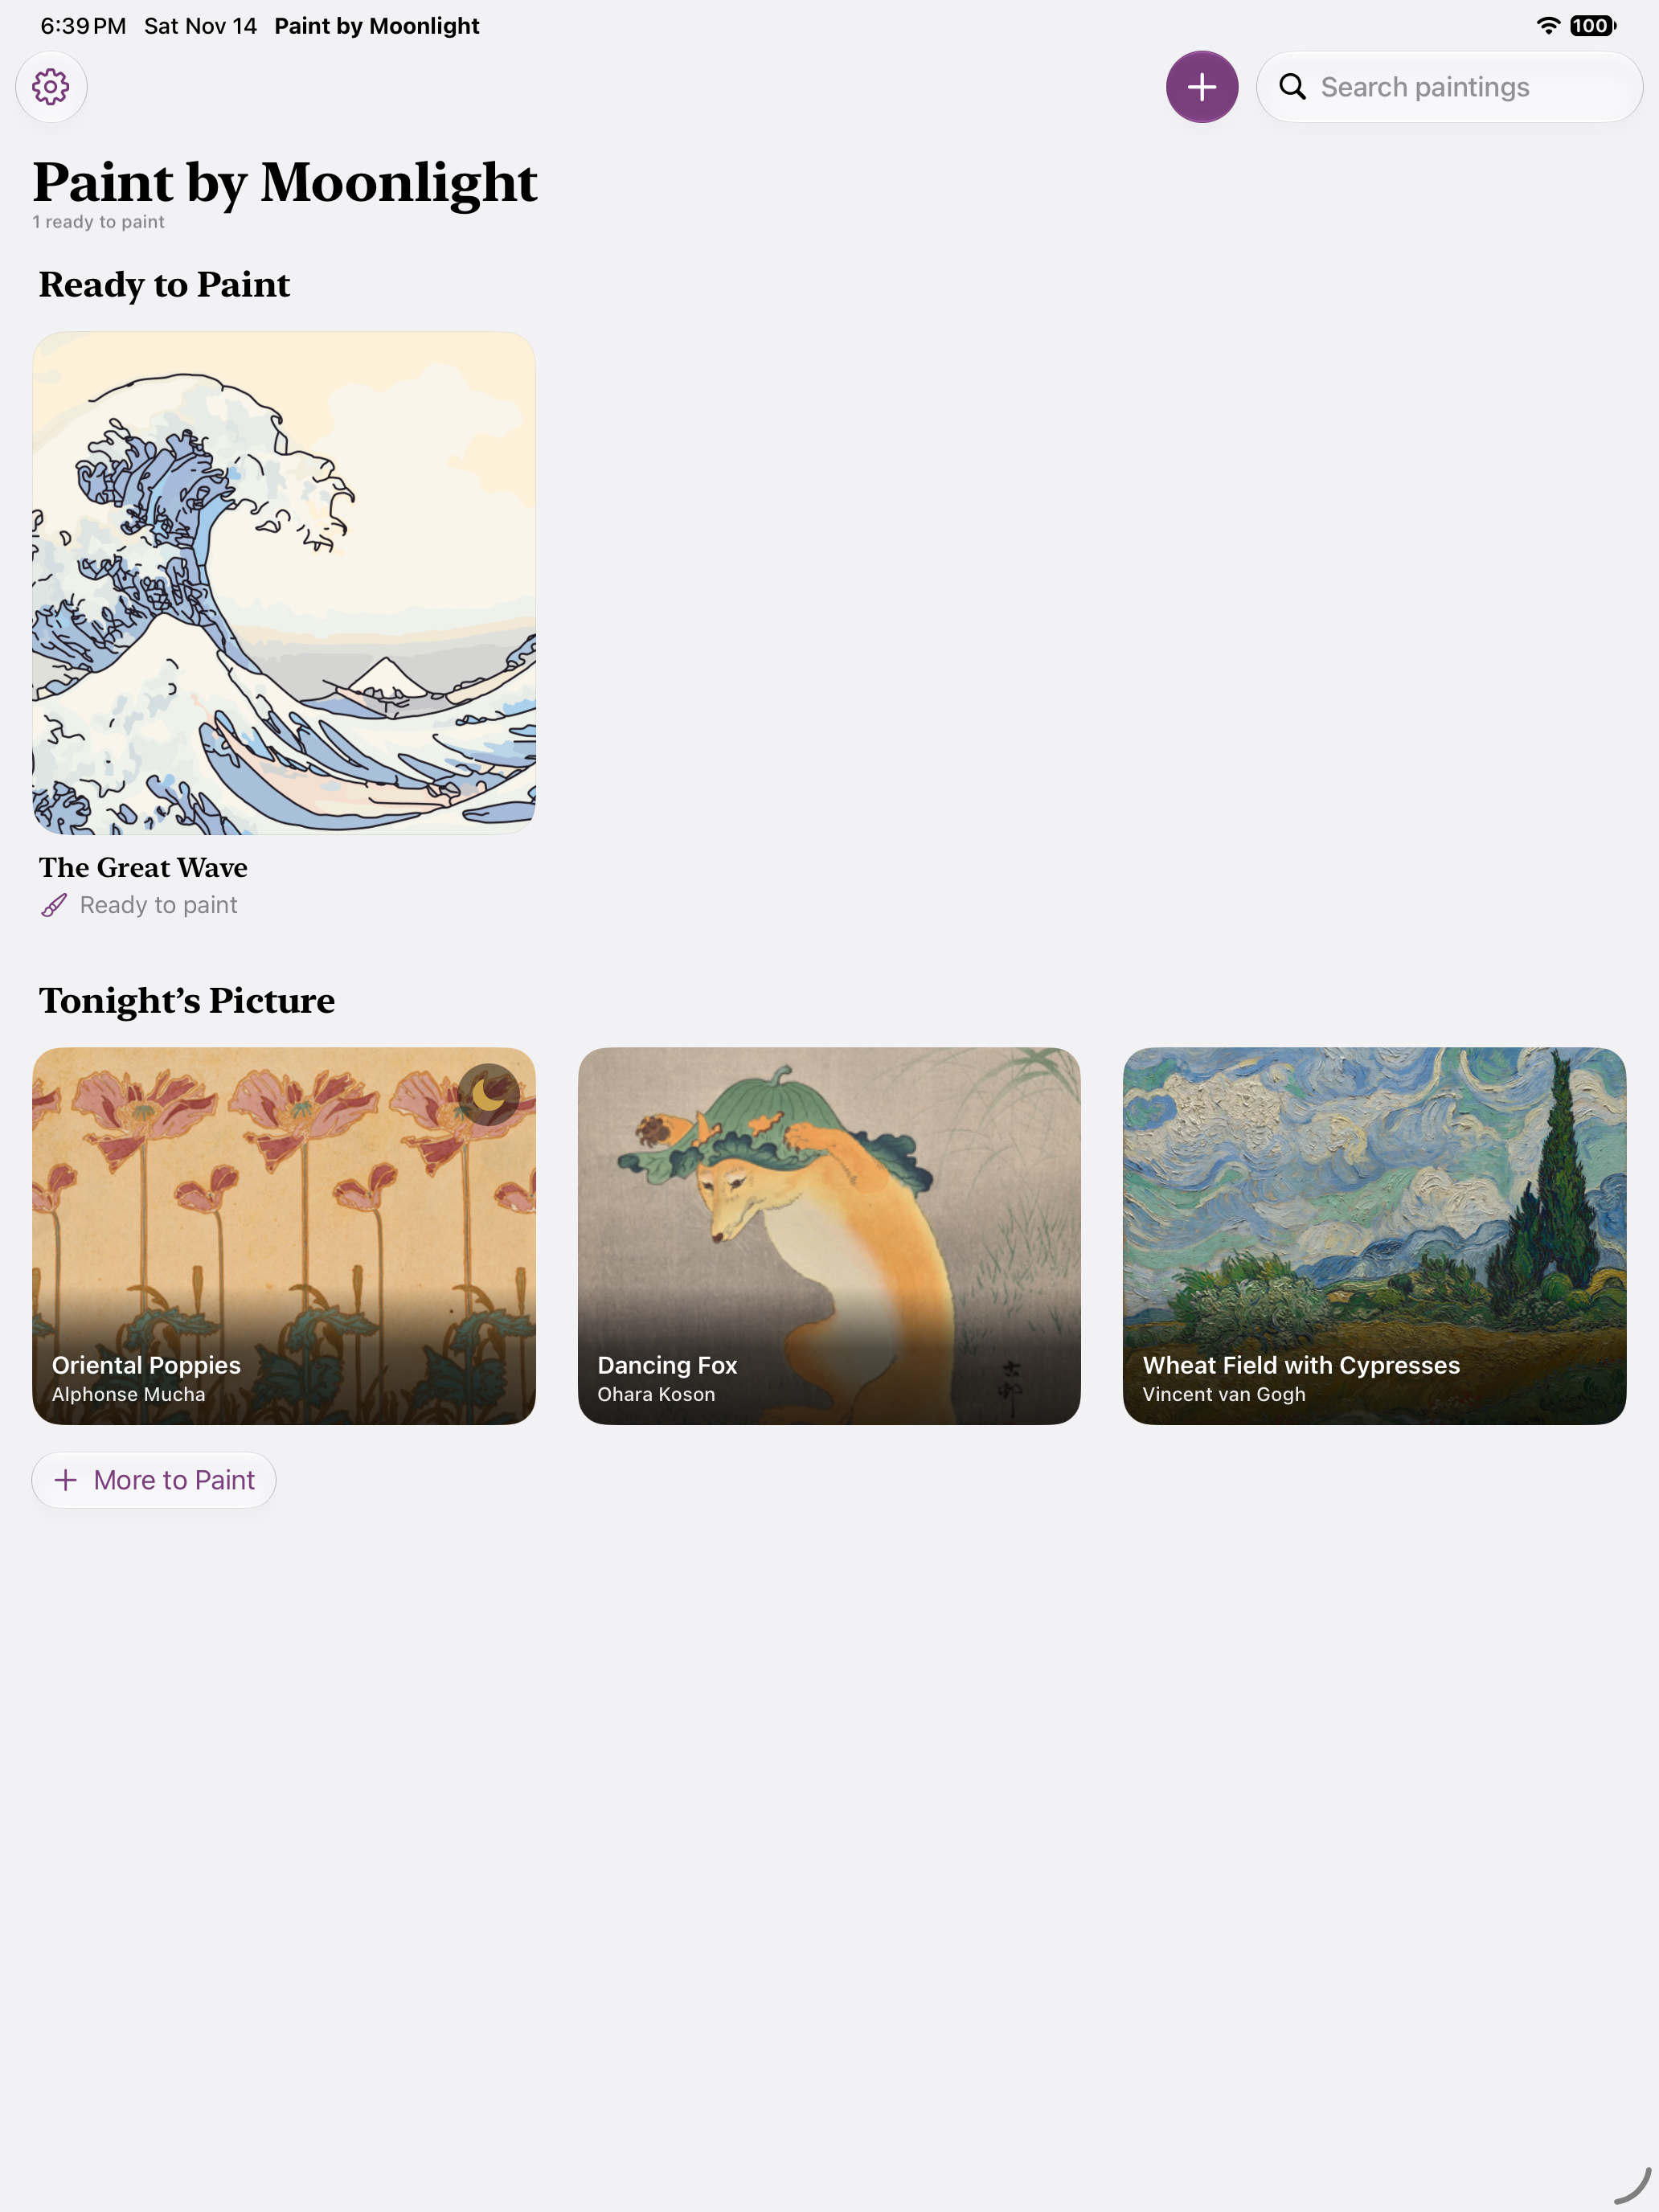 6:39 PM Sat Nov 14 Paint by Moonlight
100
Search paintings
Paint by Moonlight
1 ready to paint
Ready to Paint
The Great Wave
Ready to paint
Tonight’s Picture
Oriental Poppies
Alphonse Mucha
Dancing Fox
Ohara Koson
古邨
Wheat Field with Cypresses
Vincent van Gogh
More to Paint